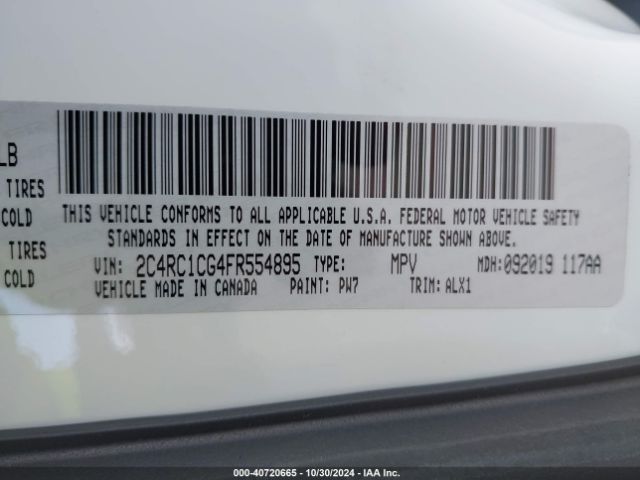 LB
TIRES
COLD
TIRES
COLD
THIS VEHICLE CONFORMS TO ALL APPLICABLE U.S.A. FEDERAL MOTOR VEHICLE SAFETY
STANDARDS IN EFFECT ON THE DATE OF MANUFACTURE SHOWN ABOVE.
VIN: 2C4RC1CG4FR554895 TYPE: MPV MDH:092019 117AA
VEHICLE MADE IN CANADA PAINT: PW7 TRIM: ALX1
000-40720665 - 10/30/2024 - IAA Inc.